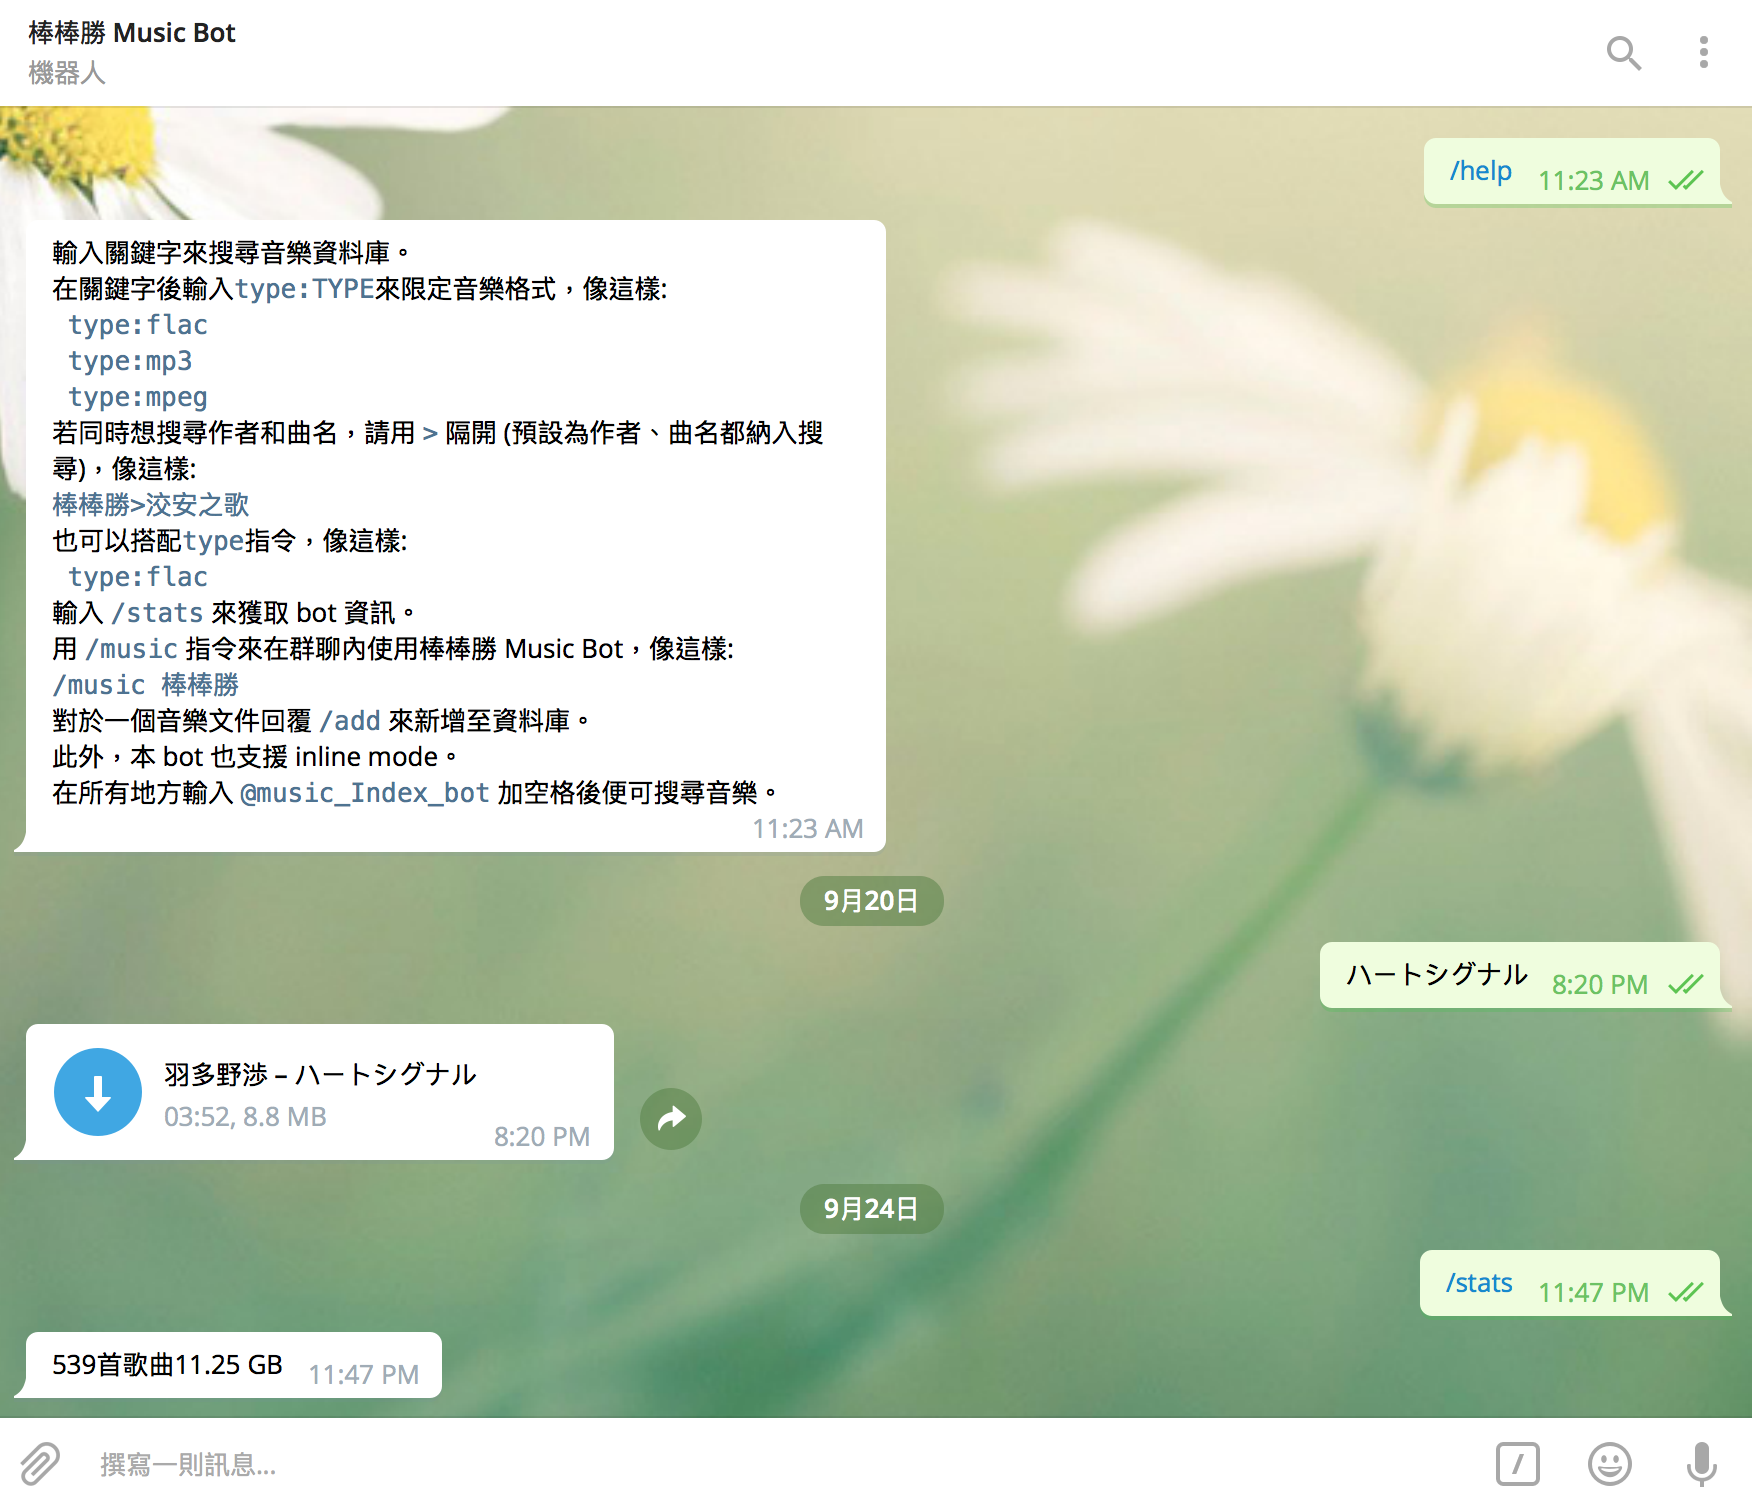 棒棒勝 Music Bot
機器人
/help 11:23 AM
輸入關鍵字來搜尋音樂資料庫。
在關鍵字後輸入type:TYPE來限定音樂格式，像這樣:
type:flac
type:mp3
type:mpeg
若同時想搜尋作者和曲名，請用 > 隔開 (預設為作者、曲名都納入搜
尋)，像這樣:
棒棒勝>洨安之歌
也可以搭配type指令，像這樣:
type:flac
輸入 /stats 來獲取 bot 資訊。
用 /music 指令來在群聊內使用棒棒勝 Music Bot，像這樣:
/music 棒棒勝
對於一個音樂文件回覆 /add 來新增至資料庫。
此外，本 bot 也支援 inline mode。
在所有地方輸入 @music_Index_bot 加空格後便可搜尋音樂。
11:23 AM
9月20日
ハートシグナル 8:20 PM
羽多野渉 – ハートシグナル
03:52, 8.8 MB
8:20 PM
9月24日
/stats 11:47 PM
539首歌曲11.25 GB 11:47 PM
撰寫一則訊息...